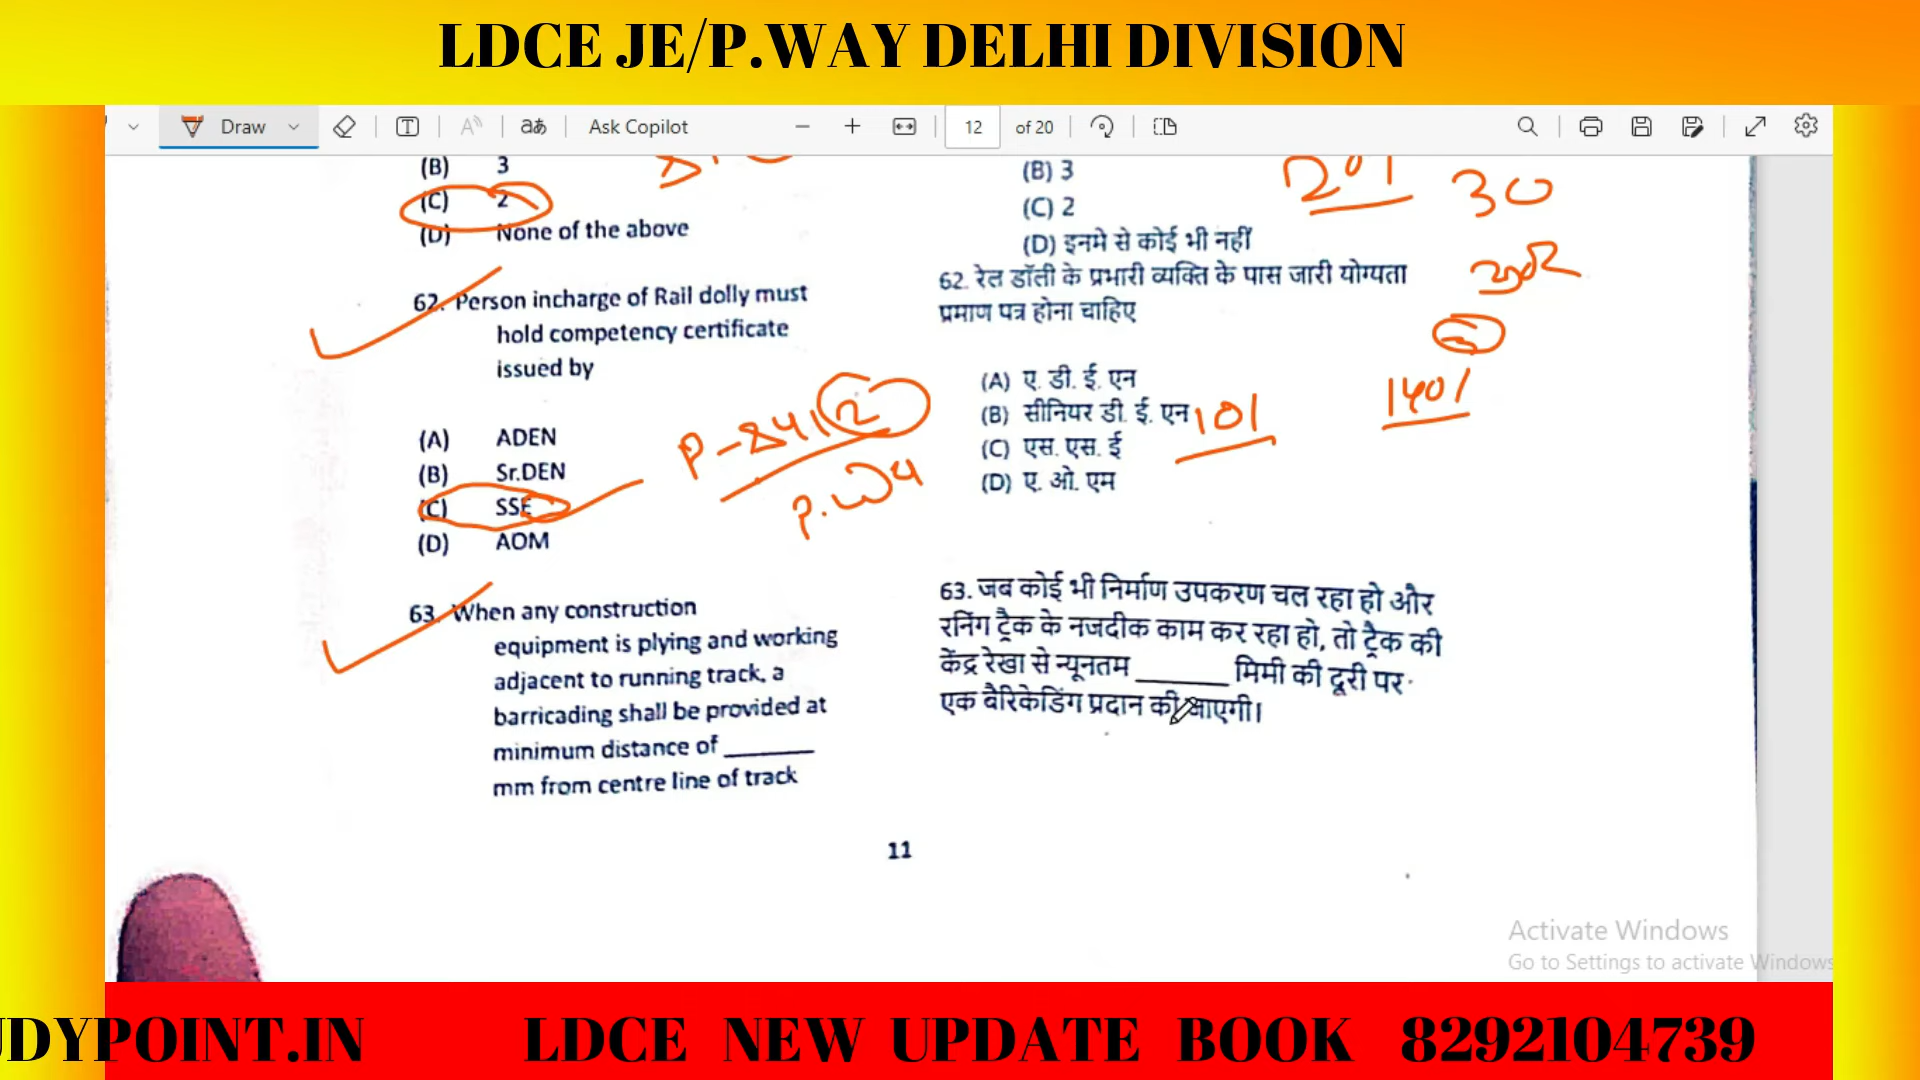 LDCE JE/P.WAY DELHI DIVISION
Draw
Ask Copilot
12 of 20
(B) 3
(C) 2
(D) None of the above
62. Person incharge of Rail dolly must
hold competency certificate
issued by
(A) ADEN
(B) Sr.DEN
(C) SSE
(D) AOM
63. When any construction
equipment is plying and working
adjacent to running track, a
barricading shall be provided at
minimum distance of ________
mm from centre line of track
(B) 3
(C) 2
(D) इनमे से कोई भी नहीं
62. रेल डॉली के प्रभारी व्यक्ति के पास जारी योग्यता
प्रमाण पत्र होना चाहिए
(A) ए. डी. ई. एन
(B) सीनियर डी. ई. एन
(C) एस. एस. ई
(D) ए. ओ. एम
63. जब कोई भी निर्माण उपकरण चल रहा हो और
रनिंग ट्रैक के नजदीक काम कर रहा हो, तो ट्रैक की
केंद्र रेखा से न्यूनतम ________ मिमी की दूरी पर
एक बैरिकेडिंग प्रदान की जाएगी।
201
30
101
1401
P-841(2)
P.way
11
Activate Windows
Go to Settings to activate Windows
UDYPOINT.IN LDCE NEW UPDATE BOOK 8292104739